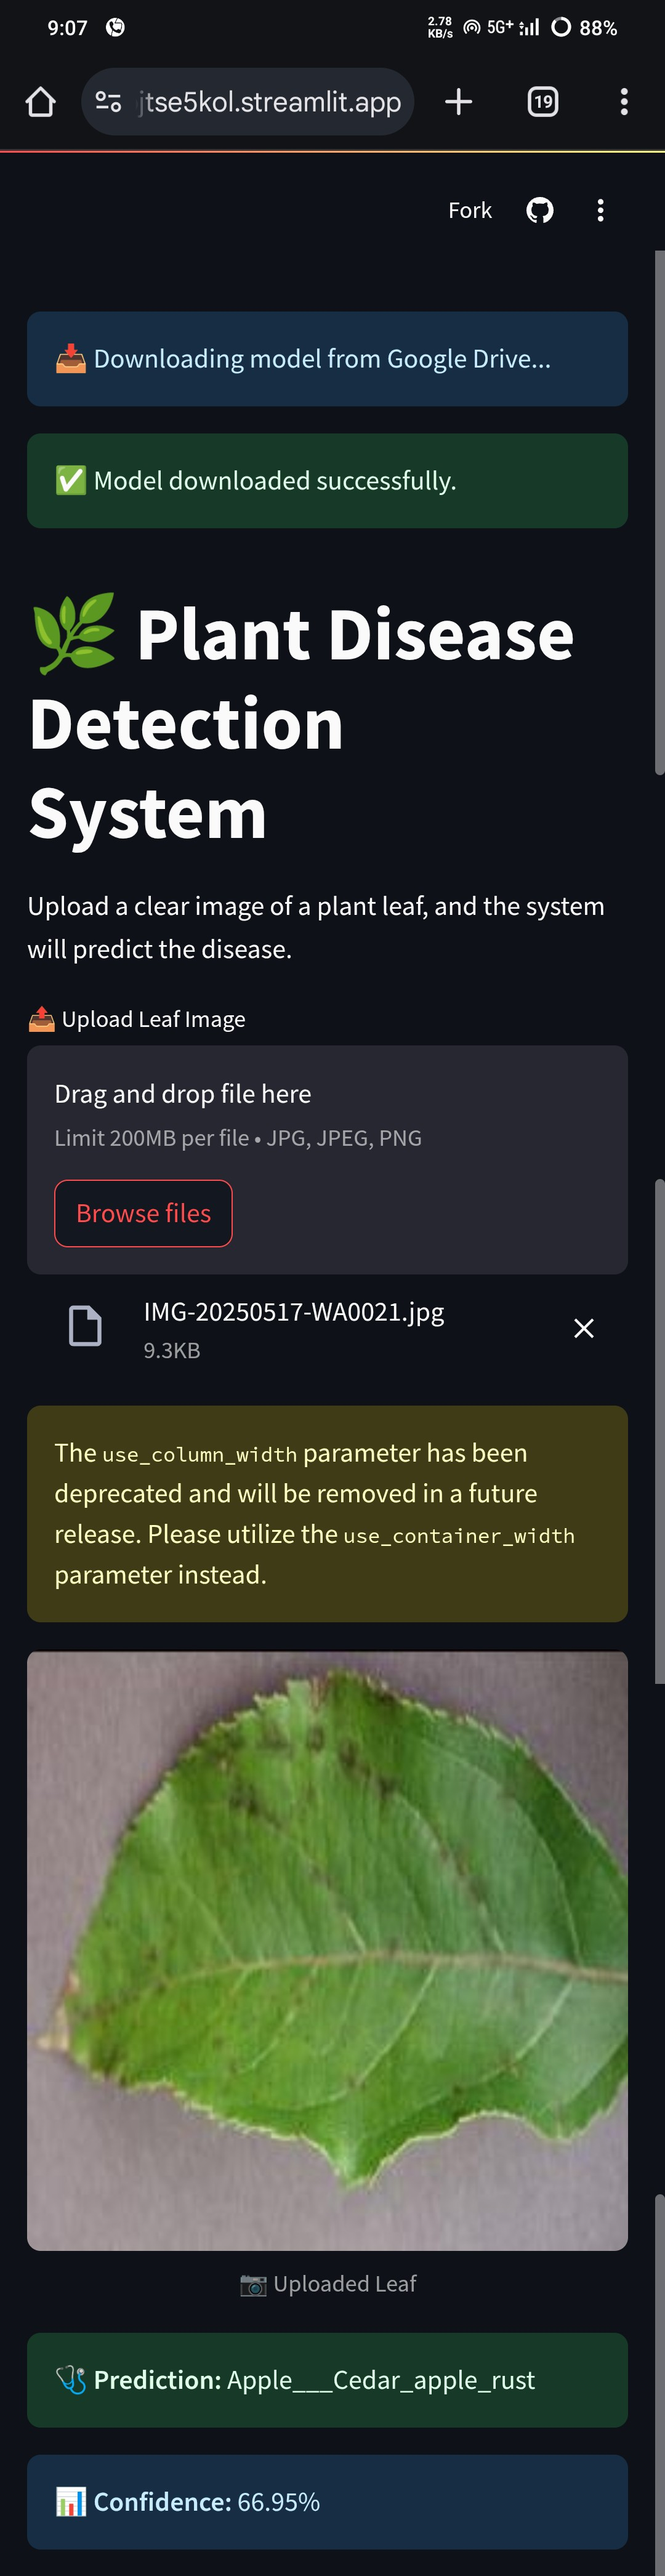 9:07
2.78
KB/s
5G+
88%
jtse5kol.streamlit.app
19
Fork
📥 Downloading model from Google Drive...
✅ Model downloaded successfully.
🌿 Plant Disease
Detection
System
Upload a clear image of a plant leaf, and the system
will predict the disease.
📤 Upload Leaf Image
Drag and drop file here
Limit 200MB per file • JPG, JPEG, PNG
Browse files
IMG-20250517-WA0021.jpg
9.3KB
The use_column_width parameter has been
deprecated and will be removed in a future
release. Please utilize the use_container_width
parameter instead.
📷 Uploaded Leaf
🩺 Prediction: Apple___Cedar_apple_rust
📊 Confidence: 66.95%